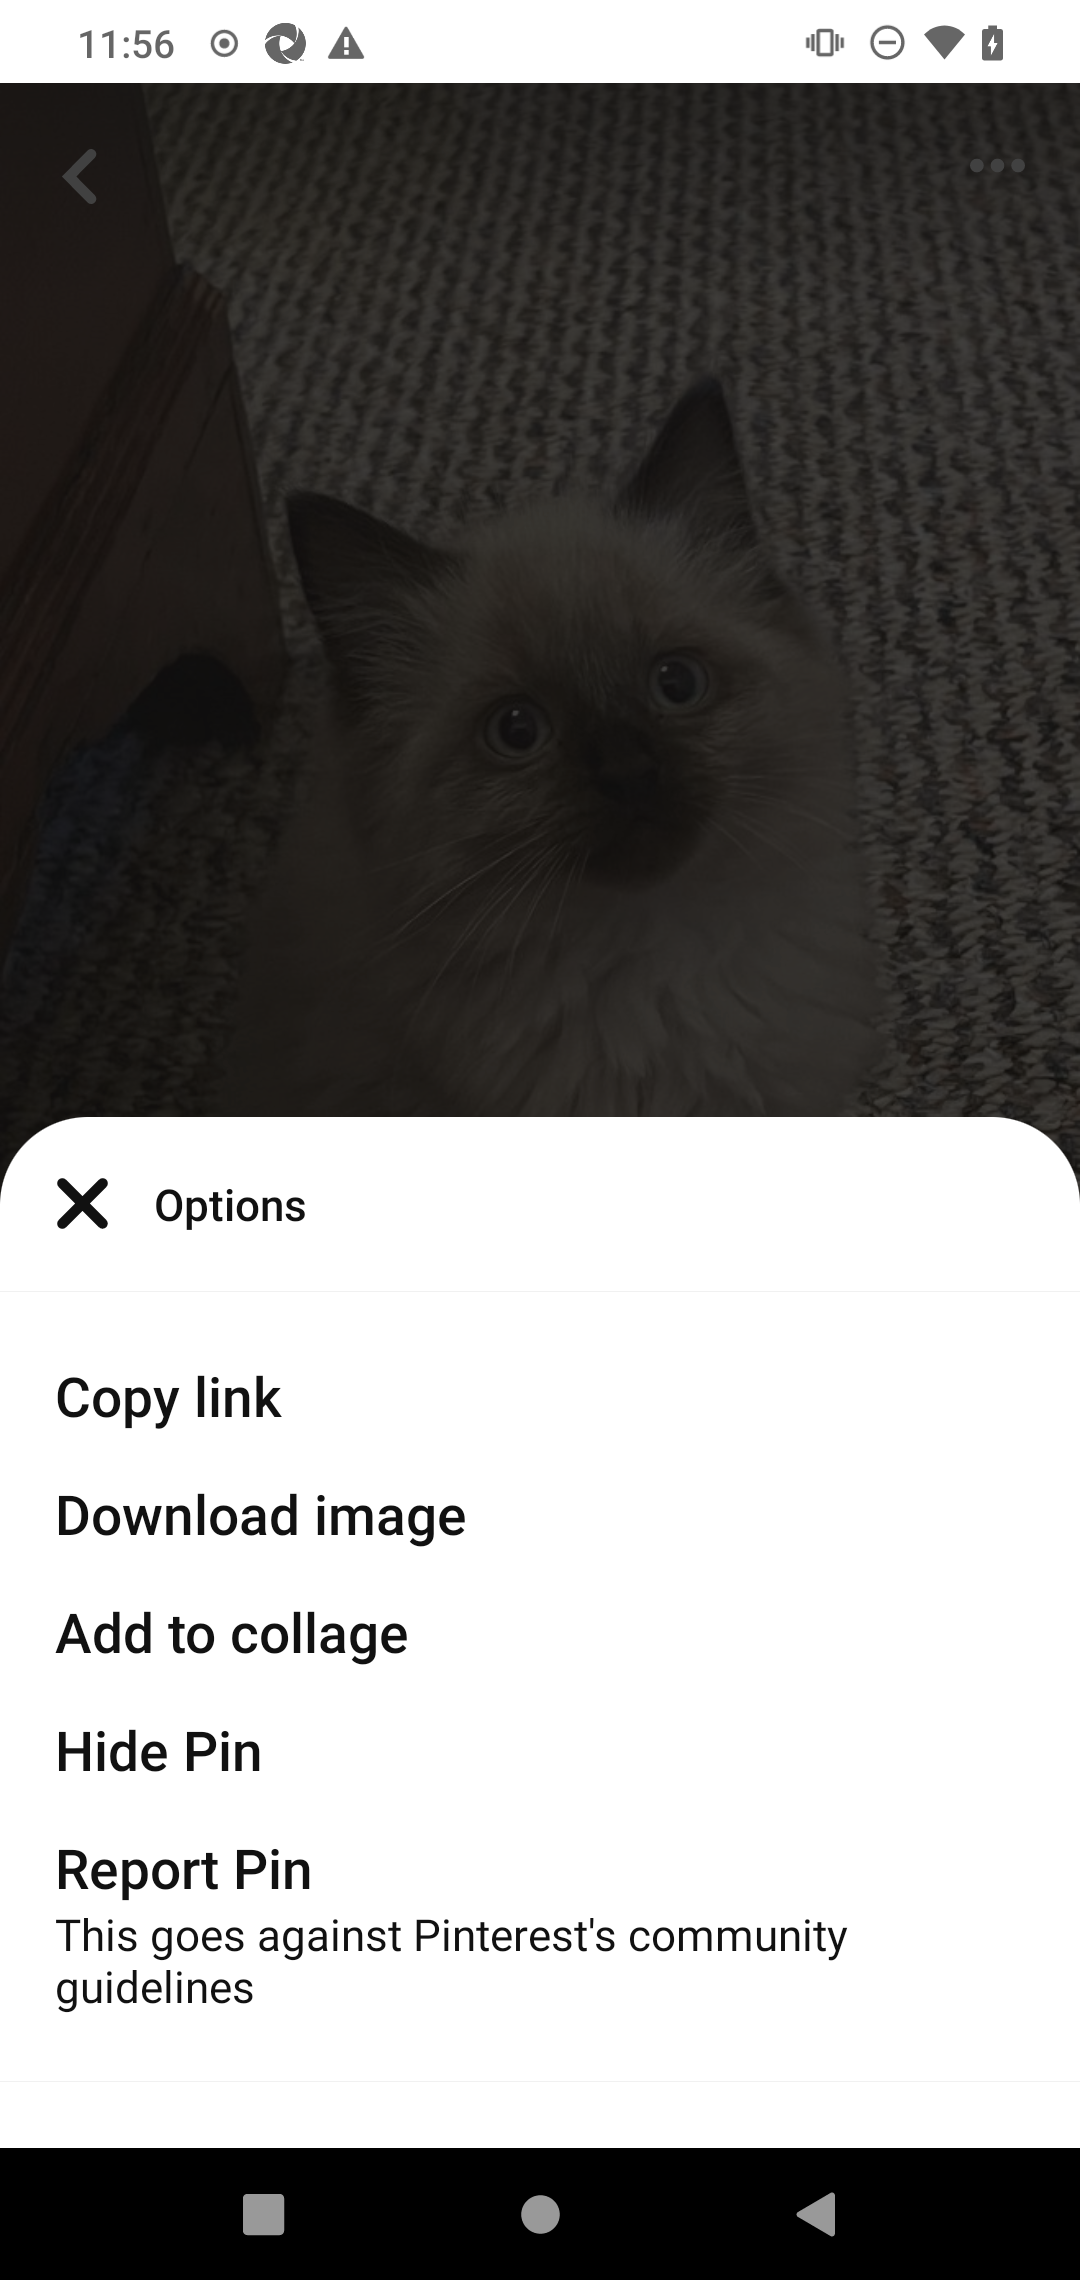 11:56
Options
Copy link
Download image
Add to collage
Hide Pin
Report Pin
This goes against Pinterest's community
guidelines